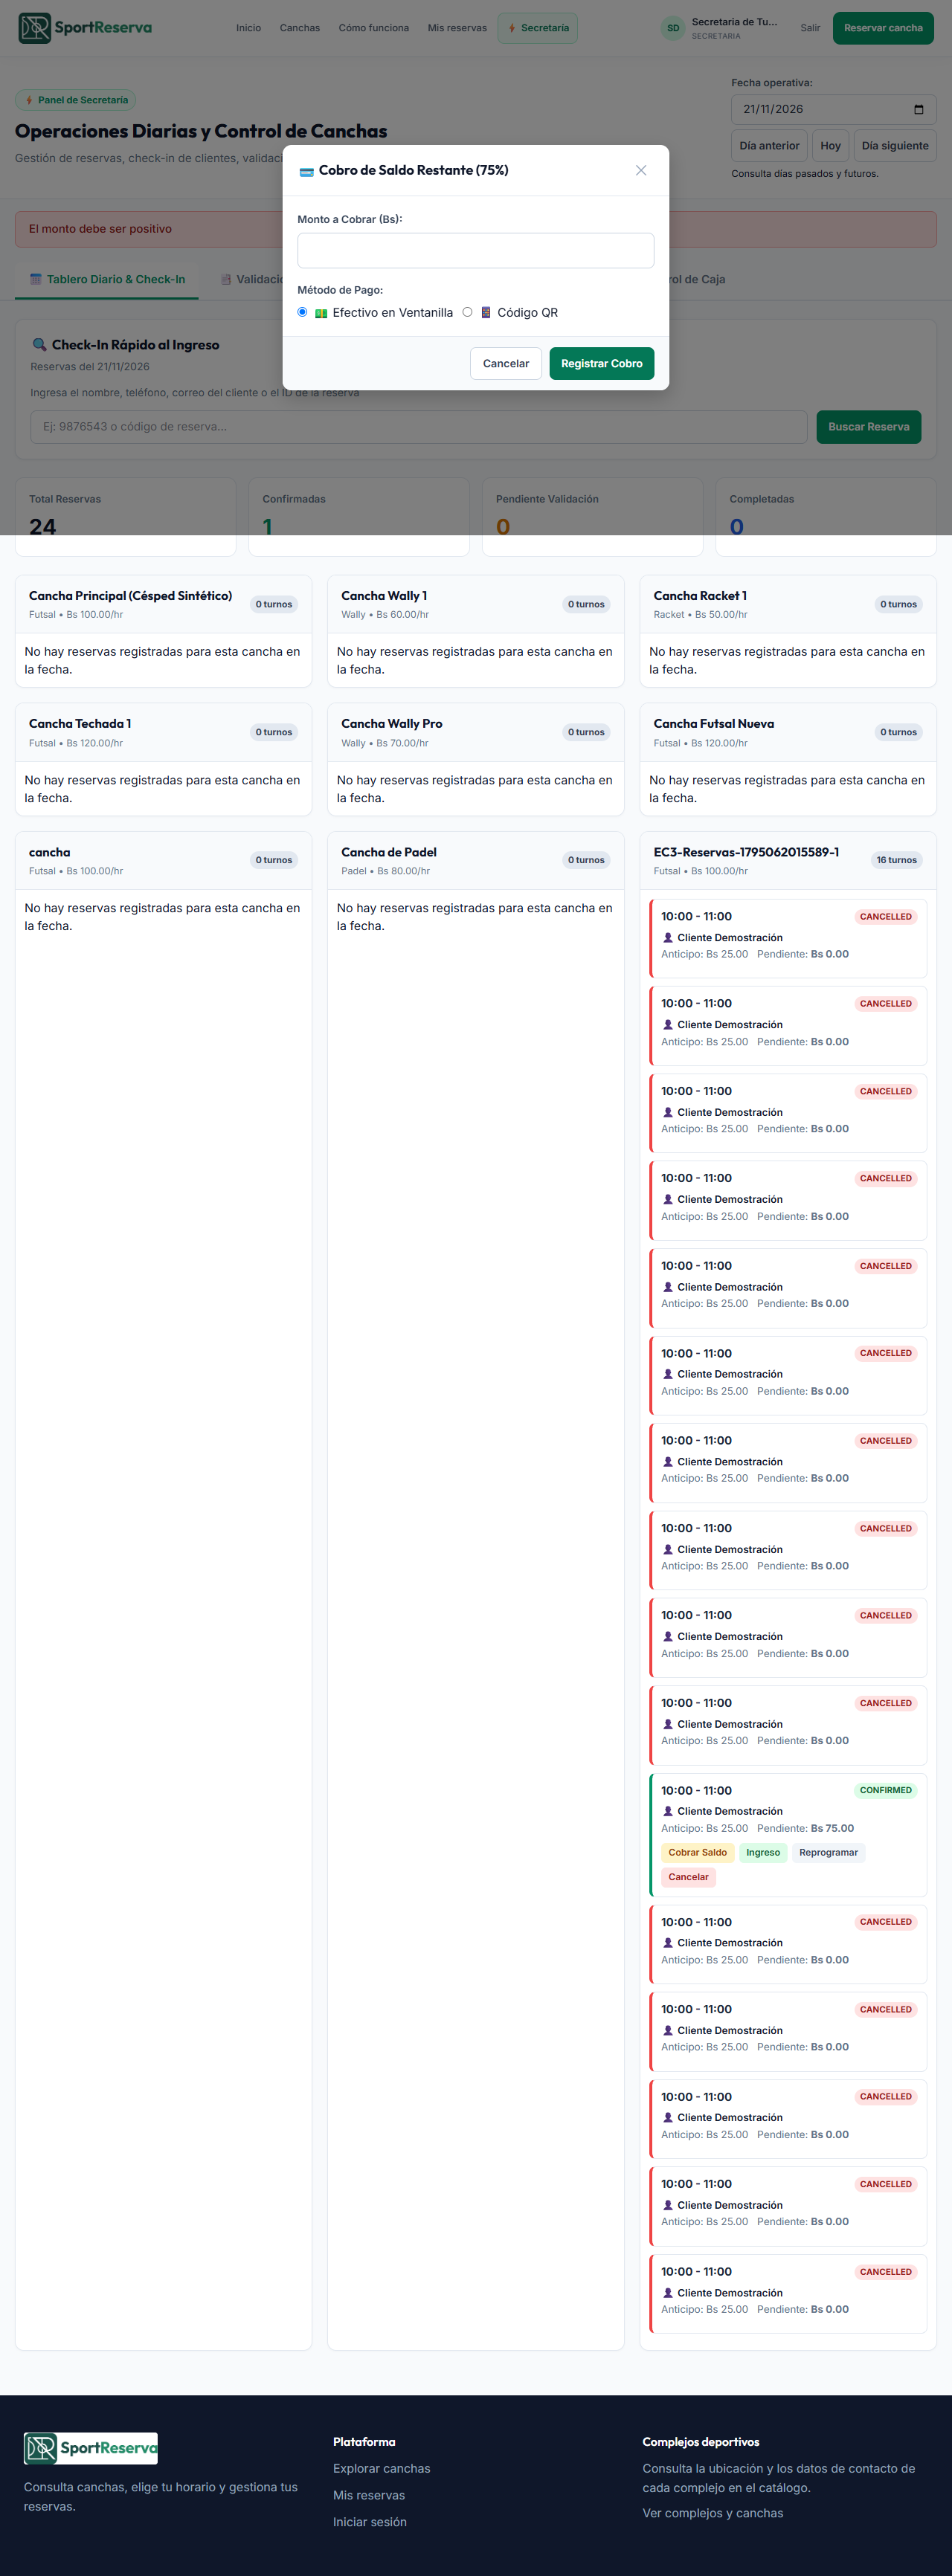 SportReserva
Inicio
Canchas
Cómo funciona
Mis reservas
Secretaría
SD
Secretaria de Tu...
SECRETARIA
Salir
Reservar cancha
Panel de Secretaría
Operaciones Diarias y Control de Canchas
Gestión de reservas, check-in de clientes, validaci
Fecha operativa:
21/11/2026
Día anterior
Hoy
Día siguiente
Consulta días pasados y futuros.
El monto debe ser positivo
Tablero Diario & Check-In
Validació
ol de Caja
Cobro de Saldo Restante (75%)
Monto a Cobrar (Bs):
Método de Pago:
Efectivo en Ventanilla
Código QR
Cancelar
Registrar Cobro
Check-In Rápido al Ingreso
Reservas del 21/11/2026
Ingresa el nombre, teléfono, correo del cliente o el ID de la reserva
Ej: 9876543 o código de reserva...
Buscar Reserva
Total Reservas
24
Confirmadas
1
Pendiente Validación
0
Completadas
0
Cancha Principal (Césped Sintético)
Futsal • Bs 100.00/hr
0 turnos
No hay reservas registradas para esta cancha en
la fecha.
Cancha Wally 1
Wally • Bs 60.00/hr
0 turnos
No hay reservas registradas para esta cancha en
la fecha.
Cancha Racket 1
Racket • Bs 50.00/hr
0 turnos
No hay reservas registradas para esta cancha en
la fecha.
Cancha Techada 1
Futsal • Bs 120.00/hr
0 turnos
No hay reservas registradas para esta cancha en
la fecha.
Cancha Wally Pro
Wally • Bs 70.00/hr
0 turnos
No hay reservas registradas para esta cancha en
la fecha.
Cancha Futsal Nueva
Futsal • Bs 120.00/hr
0 turnos
No hay reservas registradas para esta cancha en
la fecha.
cancha
Futsal • Bs 100.00/hr
0 turnos
No hay reservas registradas para esta cancha en
la fecha.
Cancha de Padel
Padel • Bs 80.00/hr
0 turnos
No hay reservas registradas para esta cancha en
la fecha.
EC3-Reservas-1795062015589-1
Futsal • Bs 100.00/hr
16 turnos
10:00 - 11:00 CANCELLED
Cliente Demostración
Anticipo: Bs 25.00 Pendiente: Bs 0.00
10:00 - 11:00 CANCELLED
Cliente Demostración
Anticipo: Bs 25.00 Pendiente: Bs 0.00
10:00 - 11:00 CANCELLED
Cliente Demostración
Anticipo: Bs 25.00 Pendiente: Bs 0.00
10:00 - 11:00 CANCELLED
Cliente Demostración
Anticipo: Bs 25.00 Pendiente: Bs 0.00
10:00 - 11:00 CANCELLED
Cliente Demostración
Anticipo: Bs 25.00 Pendiente: Bs 0.00
10:00 - 11:00 CANCELLED
Cliente Demostración
Anticipo: Bs 25.00 Pendiente: Bs 0.00
10:00 - 11:00 CANCELLED
Cliente Demostración
Anticipo: Bs 25.00 Pendiente: Bs 0.00
10:00 - 11:00 CANCELLED
Cliente Demostración
Anticipo: Bs 25.00 Pendiente: Bs 0.00
10:00 - 11:00 CANCELLED
Cliente Demostración
Anticipo: Bs 25.00 Pendiente: Bs 0.00
10:00 - 11:00 CANCELLED
Cliente Demostración
Anticipo: Bs 25.00 Pendiente: Bs 0.00
10:00 - 11:00 CONFIRMED
Cliente Demostración
Anticipo: Bs 25.00 Pendiente: Bs 75.00
Cobrar Saldo
Ingreso
Reprogramar
Cancelar
10:00 - 11:00 CANCELLED
Cliente Demostración
Anticipo: Bs 25.00 Pendiente: Bs 0.00
10:00 - 11:00 CANCELLED
Cliente Demostración
Anticipo: Bs 25.00 Pendiente: Bs 0.00
10:00 - 11:00 CANCELLED
Cliente Demostración
Anticipo: Bs 25.00 Pendiente: Bs 0.00
10:00 - 11:00 CANCELLED
Cliente Demostración
Anticipo: Bs 25.00 Pendiente: Bs 0.00
10:00 - 11:00 CANCELLED
Cliente Demostración
Anticipo: Bs 25.00 Pendiente: Bs 0.00
SportReserva
Consulta canchas, elige tu horario y gestiona tus
reservas.
Plataforma
Explorar canchas
Mis reservas
Iniciar sesión
Complejos deportivos
Consulta la ubicación y los datos de contacto de
cada complejo en el catálogo.
Ver complejos y canchas